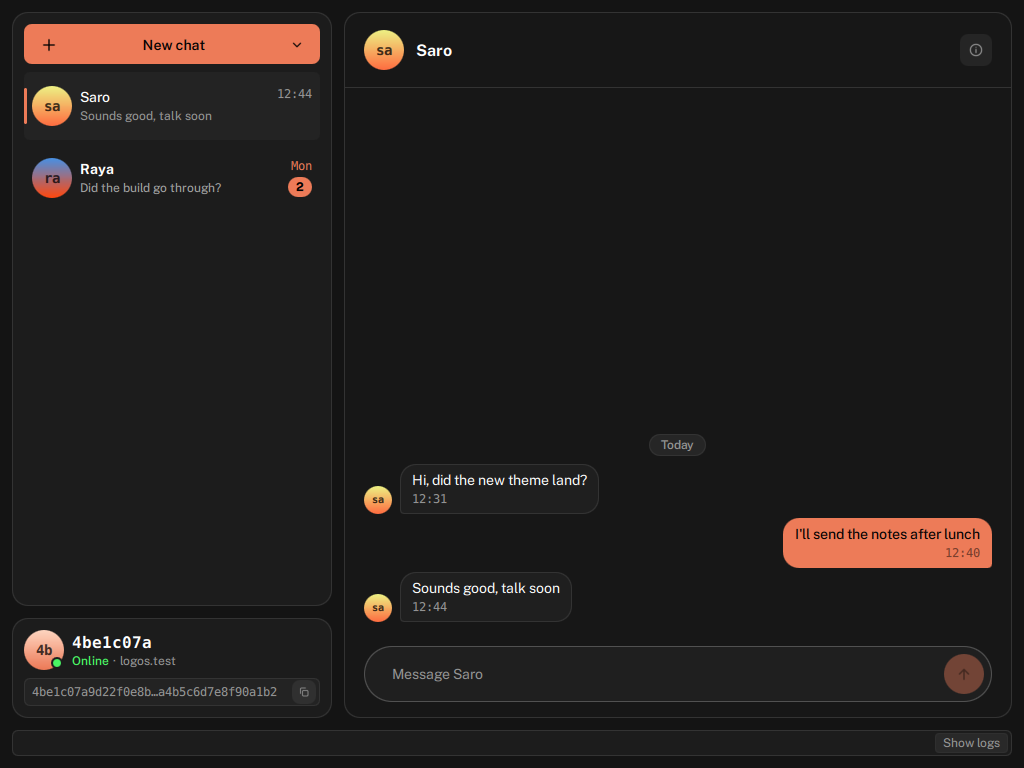 New chat
sa
Saro
12:44
Sounds good, talk soon
ra
Raya
Mon
Did the build go through?
2
4b
4be1c07a
Online · logos.test
4be1c07a9d22f0e8b…a4b5c6d7e8f90a1b2
sa
Saro
Today
Hi, did the new theme land?
sa
12:31
I'll send the notes after lunch
12:40
Sounds good, talk soon
sa
12:44
Message Saro
Show logs